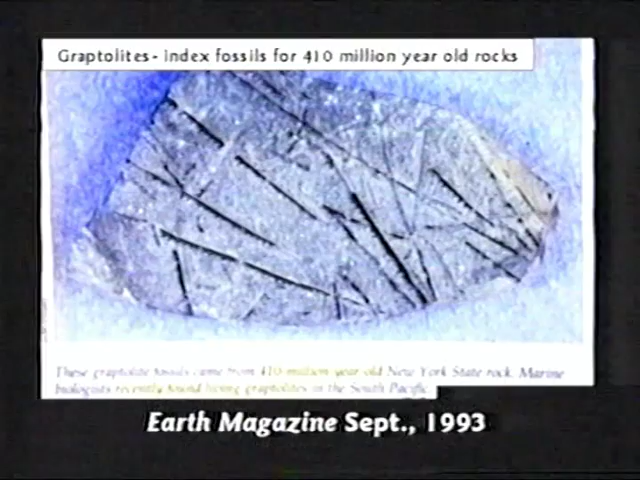 Graptolites- index fossils for 410 million year old rocks
These graptolite fossils came from 410-million-year-old New York State rock. Marine
biologists recently found living graptolites in the South Pacific.
Earth Magazine Sept., 1993